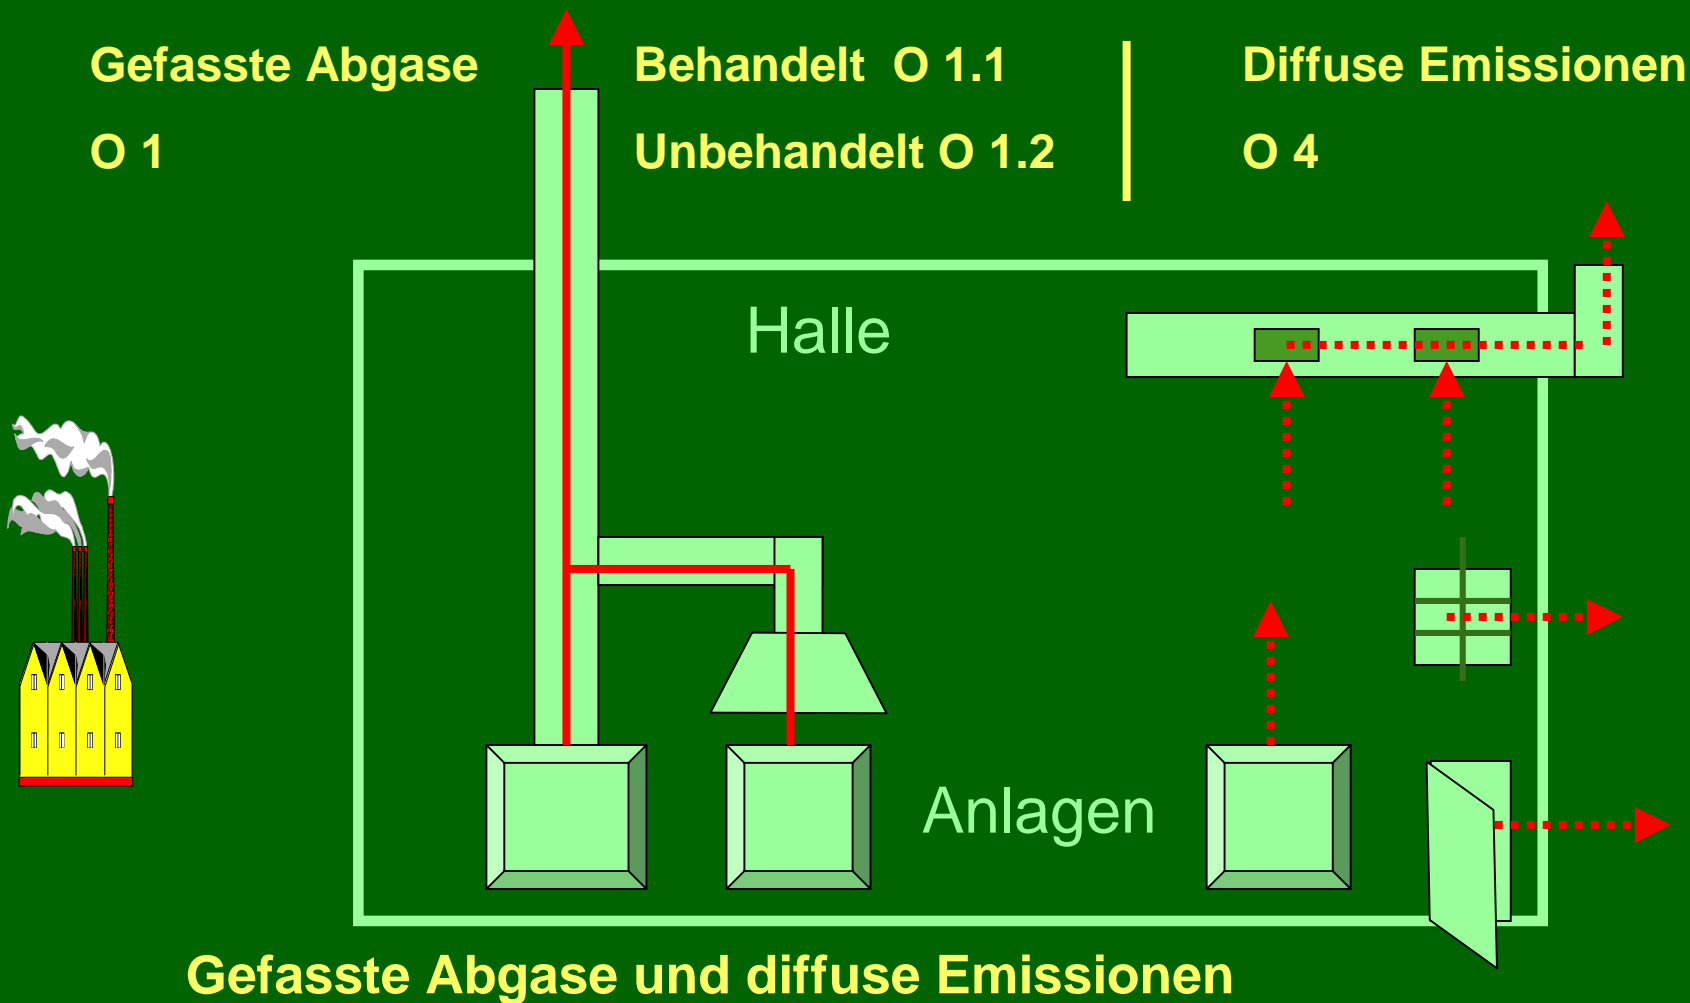 Gefasste Abgase
O 1
Behandelt O 1.1
Unbehandelt O 1.2
Diffuse Emissionen
O 4
Halle
Anlagen
Gefasste Abgase und diffuse Emissionen